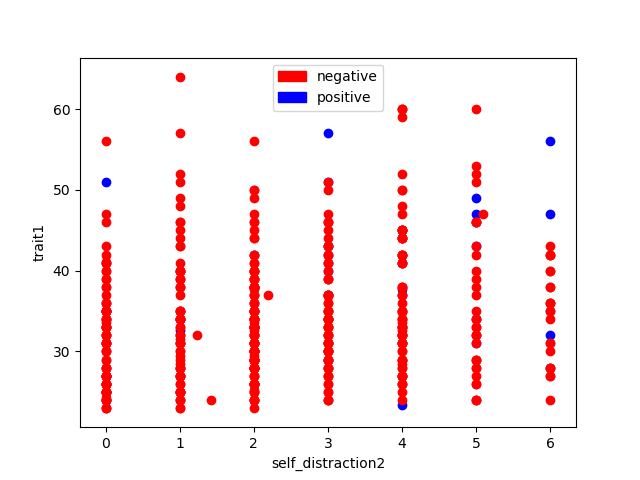 negative
positive
60
50
40
30
trait1
0 1 2 3 4 5 6
self_distraction2